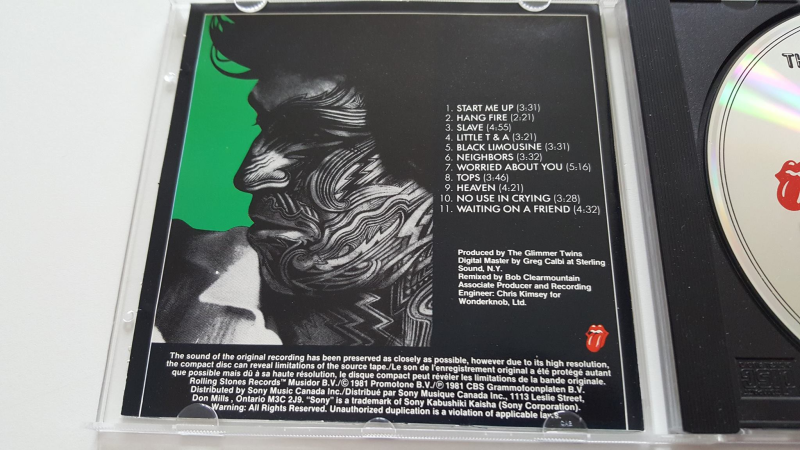 1. START ME UP (3:31)
2. HANG FIRE (2:21)
3. SLAVE (4:55)
4. LITTLE T & A (3:21)
5. BLACK LIMOUSINE (3:31)
6. NEIGHBORS (3:32)
7. WORRIED ABOUT YOU (5:16)
8. TOPS (3:46)
9. HEAVEN (4:21)
10. NO USE IN CRYING (3:28)
11. WAITING ON A FRIEND (4:32)
Produced by The Glimmer Twins
Digital Master by Greg Calbi at Sterling
Sound, N.Y.
Remixed by Bob Clearmountain
Associate Producer and Recording
Engineer: Chris Kimsey for
Wonderknob, Ltd.
The sound of the original recording has been preserved as closely as possible, however due to its high resolution,
the compact disc can reveal limitations of the source tape./Le son de l'enregistrement original a été protégé autant
que possible mais dû à sa haute résolution, le disque compact peut révéler les limitations de la bande originale.
Rolling Stones Records™ Musidor B.V./© 1981 Promotone B.V./℗ 1981 CBS Grammofoonplaten B.V.
Distributed by Sony Music Canada Inc./Distribué par Sony Musique Canada Inc., 1113 Leslie Street,
Don Mills, Ontario M3C 2J9. "Sony" is a trademark of Sony Kabushiki Kaisha (Sony Corporation).
Warning: All Rights Reserved. Unauthorized duplication is a violation of applicable laws.
TH